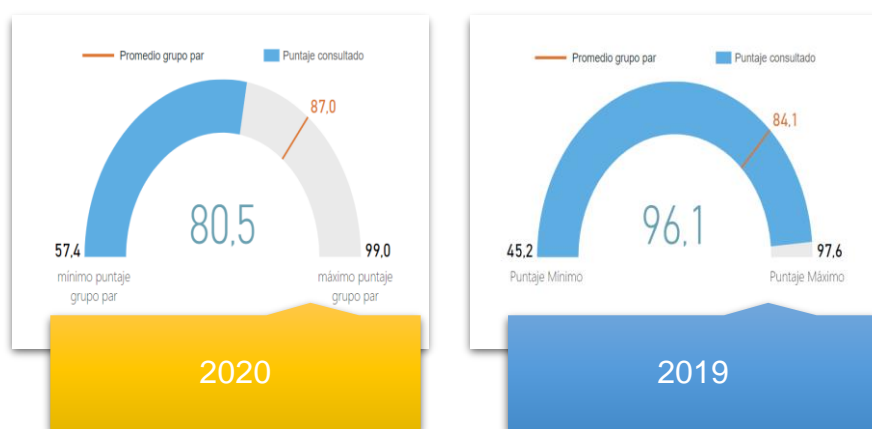 Promedio grupo par
Puntaje consultado
87,0
80,5
57,4
99,0
mínimo puntaje
grupo par
máximo puntaje
grupo par
2020
Promedio grupo par
Puntaje consultado
84,1
96,1
45,2
97,6
Puntaje Mínimo
Puntaje Máximo
2019